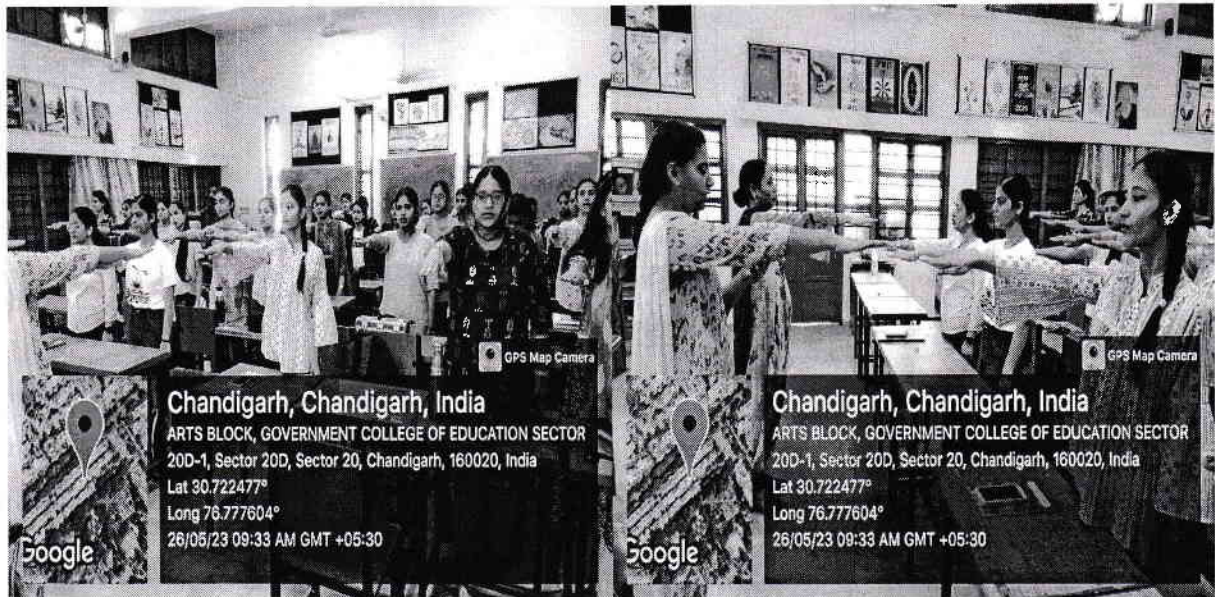 GPS Map Camera
Chandigarh, Chandigarh, India
ARTS BLOCK, GOVERNMENT COLLEGE OF EDUCATION SECTOR
20D-1, Sector 20D, Sector 20, Chandigarh, 160020, India
Lat 30.722477°
Long 76.777604°
26/05/23 09:33 AM GMT +05:30
Google
GPS Map Camera
Chandigarh, Chandigarh, India
ARTS BLOCK, GOVERNMENT COLLEGE OF EDUCATION SECTOR
20D-1, Sector 20D, Sector 20, Chandigarh, 160020, India
Lat 30.722477°
Long 76.777604°
26/05/23 09:33 AM GMT +05:30
Google